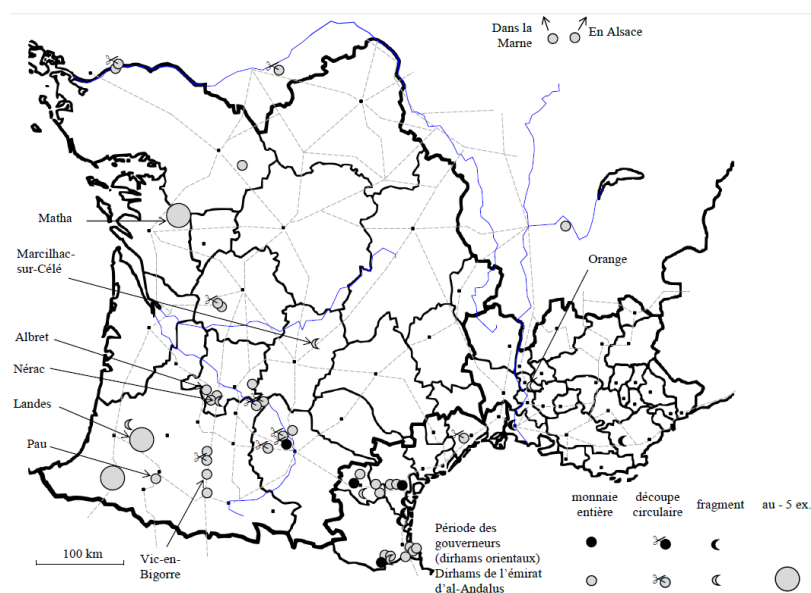 Dans la
Marne
En Alsace
Matha
Marcilhac-
sur-Célé
Orange
Albret
Nérac
Landes
Pau
Vic-en-
Bigorre
100 km
monnaie
entière
découpe
circulaire
fragment
au - 5 ex.
Période des
gouverneurs
(dirhams orientaux)
Dirhams de l'émirat
d'al-Andalus